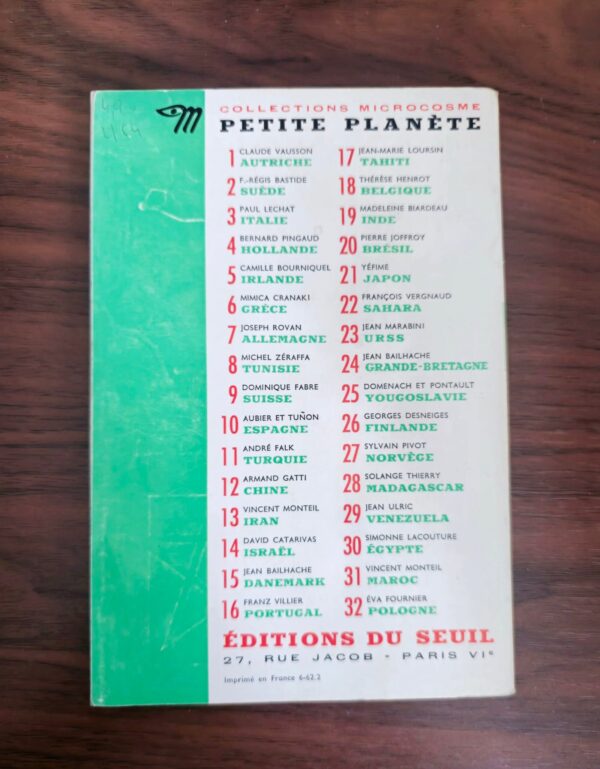 COLLECTIONS MICROCOSME
PETITE PLANÈTE
1 CLAUDE VAUSSON
AUTRICHE
2 F.-RÉGIS BASTIDE
SUÈDE
3 PAUL LECHAT
ITALIE
4 BERNARD PINGAUD
HOLLANDE
5 CAMILLE BOURNIQUEL
IRLANDE
6 MIMICA CRANAKI
GRÈCE
7 JOSEPH ROVAN
ALLEMAGNE
8 MICHEL ZÉRAFFA
TUNISIE
9 DOMINIQUE FABRE
SUISSE
10 AUBIER ET TUÑON
ESPAGNE
11 ANDRÉ FALK
TURQUIE
12 ARMAND GATTI
CHINE
13 VINCENT MONTEIL
IRAN
14 DAVID CATARIVAS
ISRAËL
15 JEAN BAILHACHE
DANEMARK
16 FRANZ VILLIER
PORTUGAL
17 JEAN-MARIE LOURSIN
TAHITI
18 THÉRÈSE HENROT
BELGIQUE
19 MADELEINE BIARDEAU
INDE
20 PIERRE JOFFROY
BRÉSIL
21 YÉFIME
JAPON
22 FRANÇOIS VERGNAUD
SAHARA
23 JEAN MARABINI
URSS
24 JEAN BAILHACHE
GRANDE-BRETAGNE
25 DOMENACH ET PONTAULT
YOUGOSLAVIE
26 GEORGES DESNEIGES
FINLANDE
27 SYLVAIN PIVOT
NORVÈGE
28 SOLANGE THIERRY
MADAGASCAR
29 JEAN ULRIC
VENEZUELA
30 SIMONNE LACOUTURE
ÉGYPTE
31 VINCENT MONTEIL
MAROC
32 ÉVA FOURNIER
POLOGNE
ÉDITIONS DU SEUIL
27, RUE JACOB - PARIS VIe
Imprimé en France 6-62.2